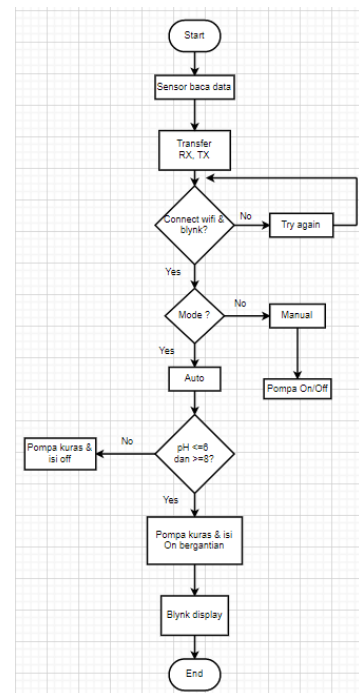 Start
Sensor baca data
Transfer
RX, TX
Connect wifi &
blynk?
No
Try again
Yes
Mode ?
No
Manual
Yes
Auto
Pompa On/Off
pH <=6
dan >=8?
No
Pompa kuras &
isi off
Yes
Pompa kuras & isi
On bergantian
Blynk display
End